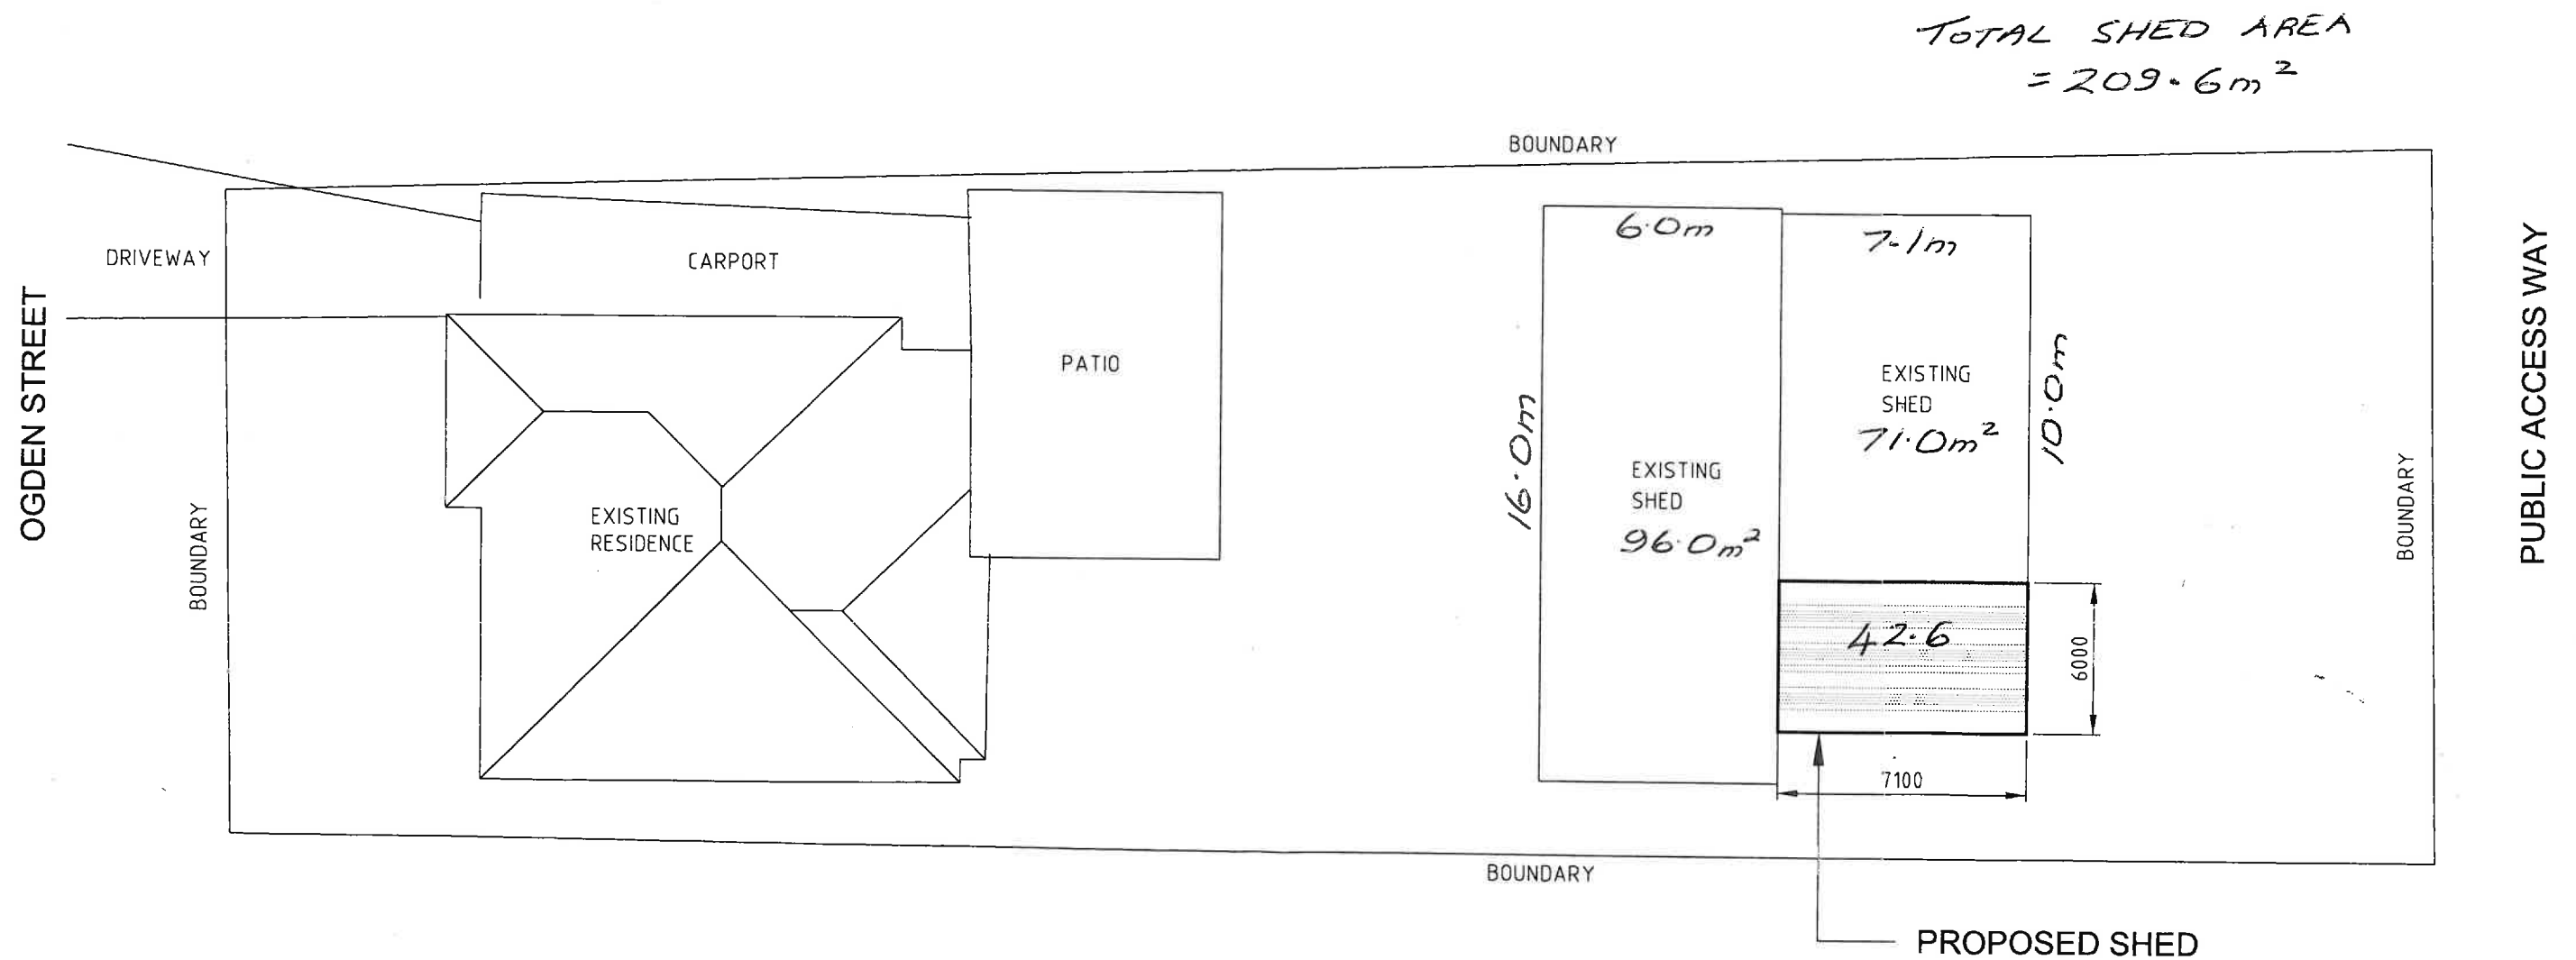 TOTAL SHED AREA
= 209.6m²
BOUNDARY
OGDEN STREET
DRIVEWAY
BOUNDARY
CARPORT
EXISTING
RESIDENCE
PATIO
6.0m
7.1m
16.0m
EXISTING
SHED
96.0m²
EXISTING
SHED
71.0m²
10.0m
42.6
6000
7100
BOUNDARY
PUBLIC ACCESS WAY
BOUNDARY
PROPOSED SHED